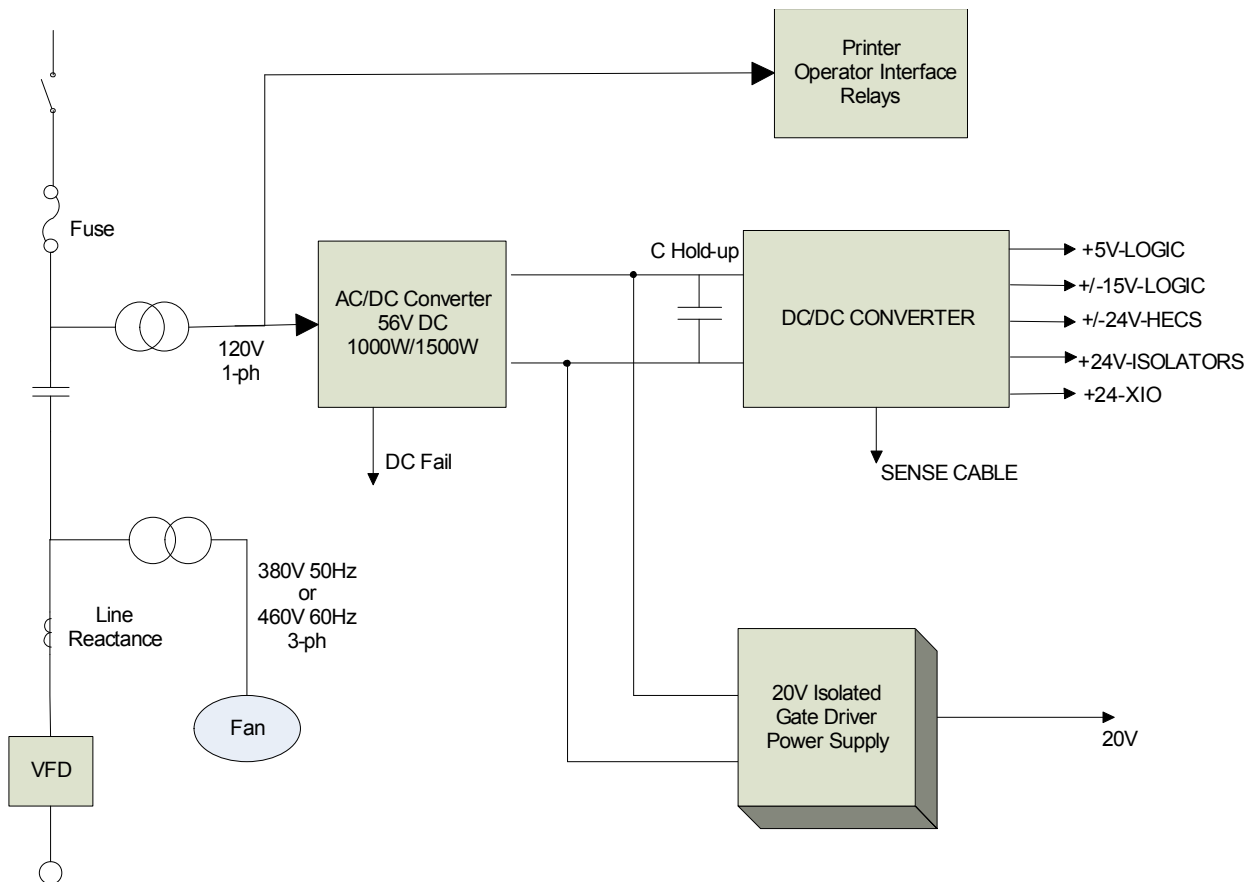 Printer
Operator Interface
Relays
Fuse
C Hold-up
+5V-LOGIC
+/-15V-LOGIC
+/-24V-HECS
+24V-ISOLATORS
+24-XIO
AC/DC Converter
56V DC
1000W/1500W
DC/DC CONVERTER
120V
1-ph
DC Fail
SENSE CABLE
380V 50Hz
or
460V 60Hz
3-ph
Line
Reactance
Fan
VFD
20V Isolated
Gate Driver
Power Supply
20V